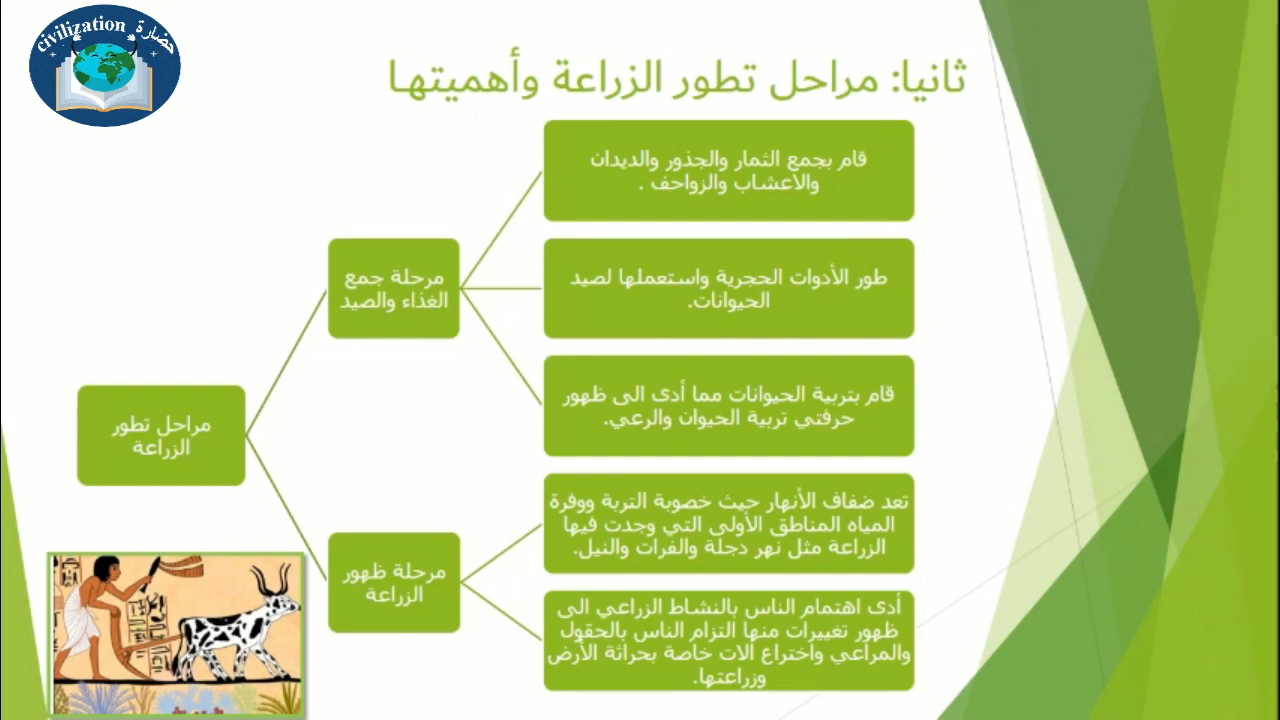 civilization حضارة
ثانيا: مراحل تطور الزراعة وأهميتها
مراحل تطور
الزراعة
مرحلة جمع
الغذاء والصيد
قام بجمع الثمار والجذور والديدان
والاعشاب والزواحف .
طور الأدوات الحجرية واستعملها لصيد
الحيوانات.
قام بتربية الحيوانات مما أدى الى ظهور
حرفتي تربية الحيوان والرعي.
مرحلة ظهور
الزراعة
تعد ضفاف الأنهار حيث خصوبة التربة ووفرة
المياه المناطق الأولى التي وجدت فيها
الزراعة مثل نهر دجلة والفرات والنيل.
أدى اهتمام الناس بالنشاط الزراعي الى
ظهور تغييرات منها التزام الناس بالحقول
والمراعي واختراع آلات خاصة بحراثة الأرض
وزراعتها.